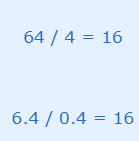 64 / 4 = 16
6.4 / 0.4 = 16